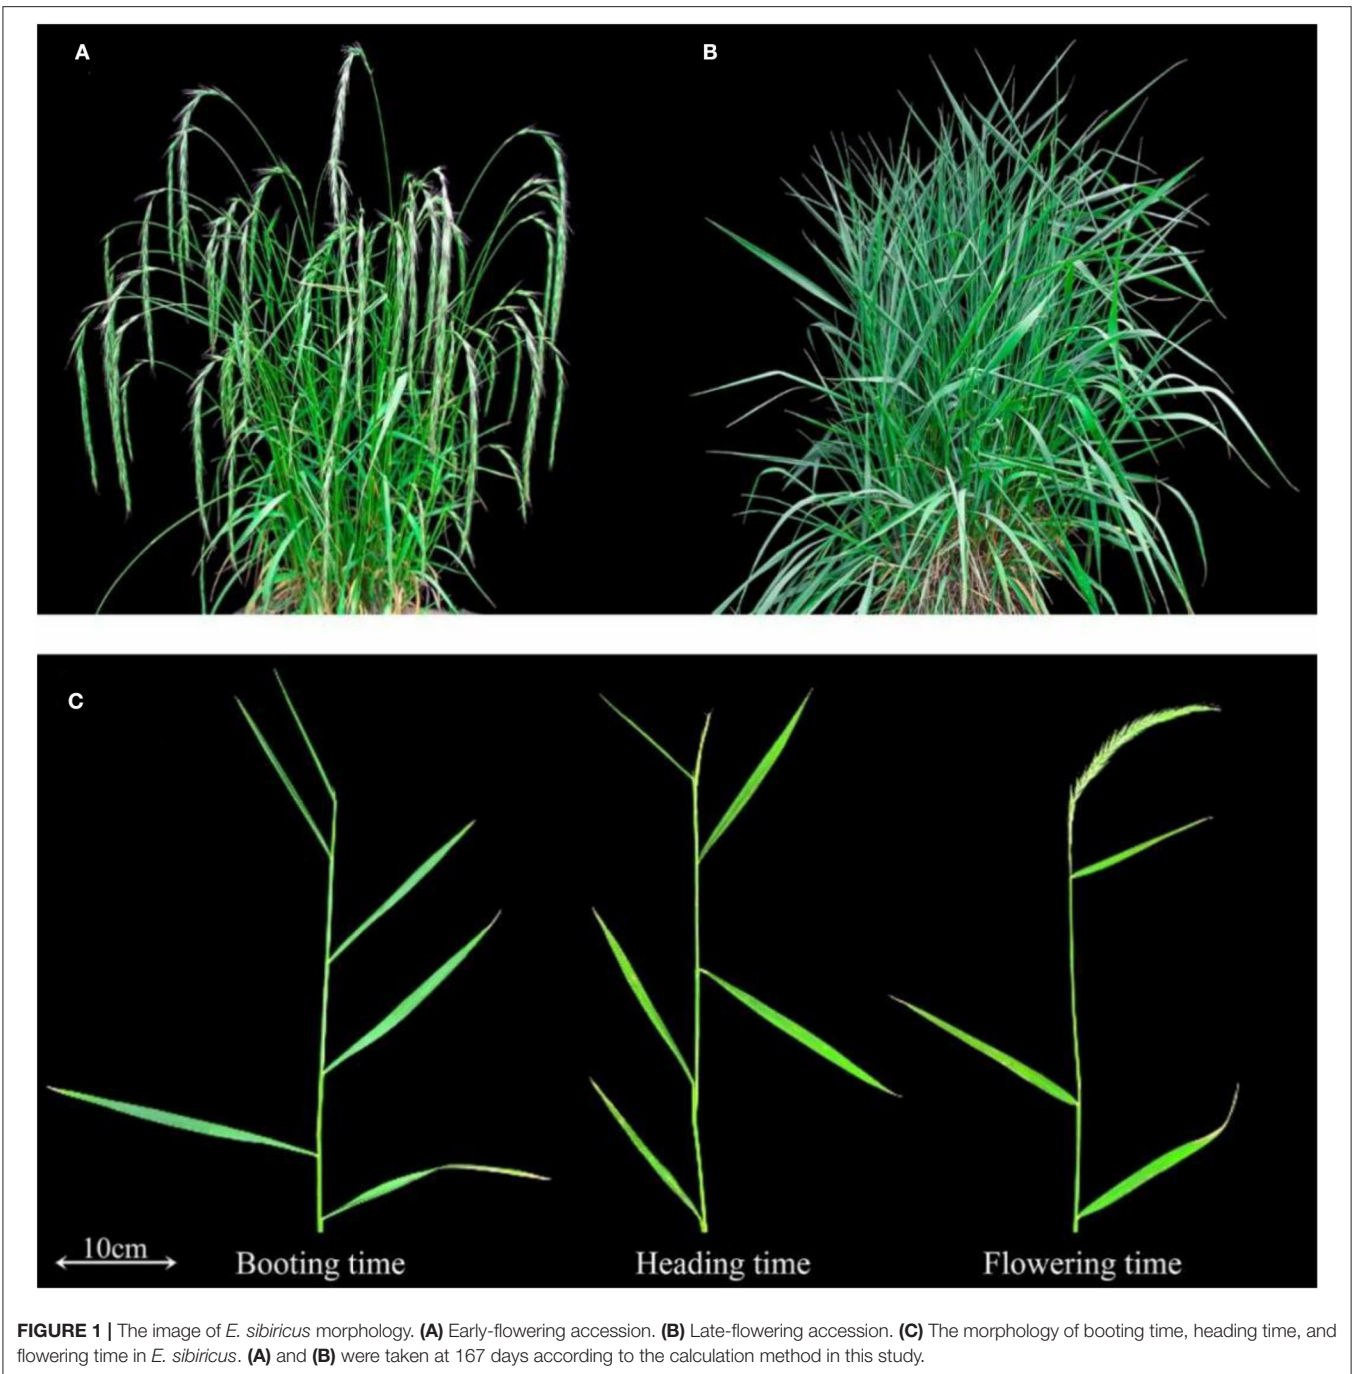 A
B
C
10cm
Booting time
Heading time
Flowering time
FIGURE 1 | The image of E. sibiricus morphology. (A) Early-flowering accession. (B) Late-flowering accession. (C) The morphology of booting time, heading time, and
flowering time in E. sibiricus. (A) and (B) were taken at 167 days according to the calculation method in this study.